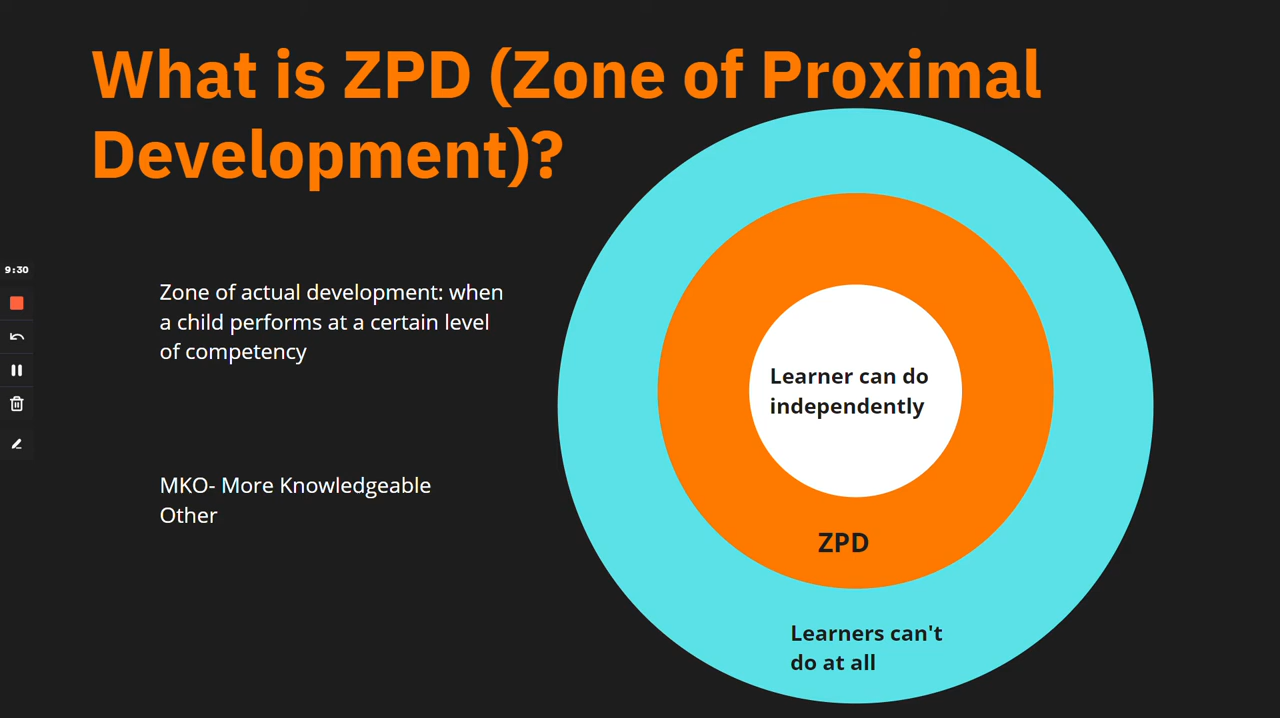 What is ZPD (Zone of Proximal
Development)?
9:30
Zone of actual development: when
a child performs at a certain level
of competency
MKO- More Knowledgeable
Other
Learner can do
independently
ZPD
Learners can't
do at all